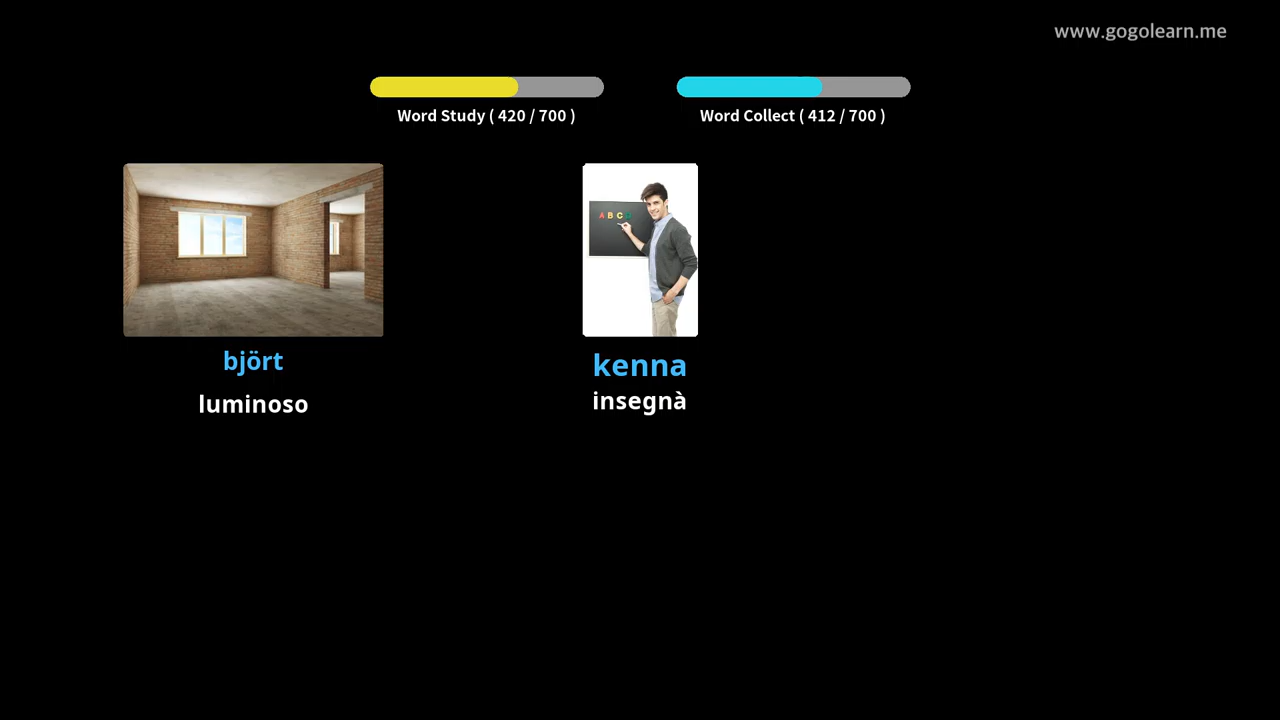 www.gogolearn.me
Word Study ( 420 / 700 )
Word Collect ( 412 / 700 )
A B C D
björt
luminoso
kenna
insegnà